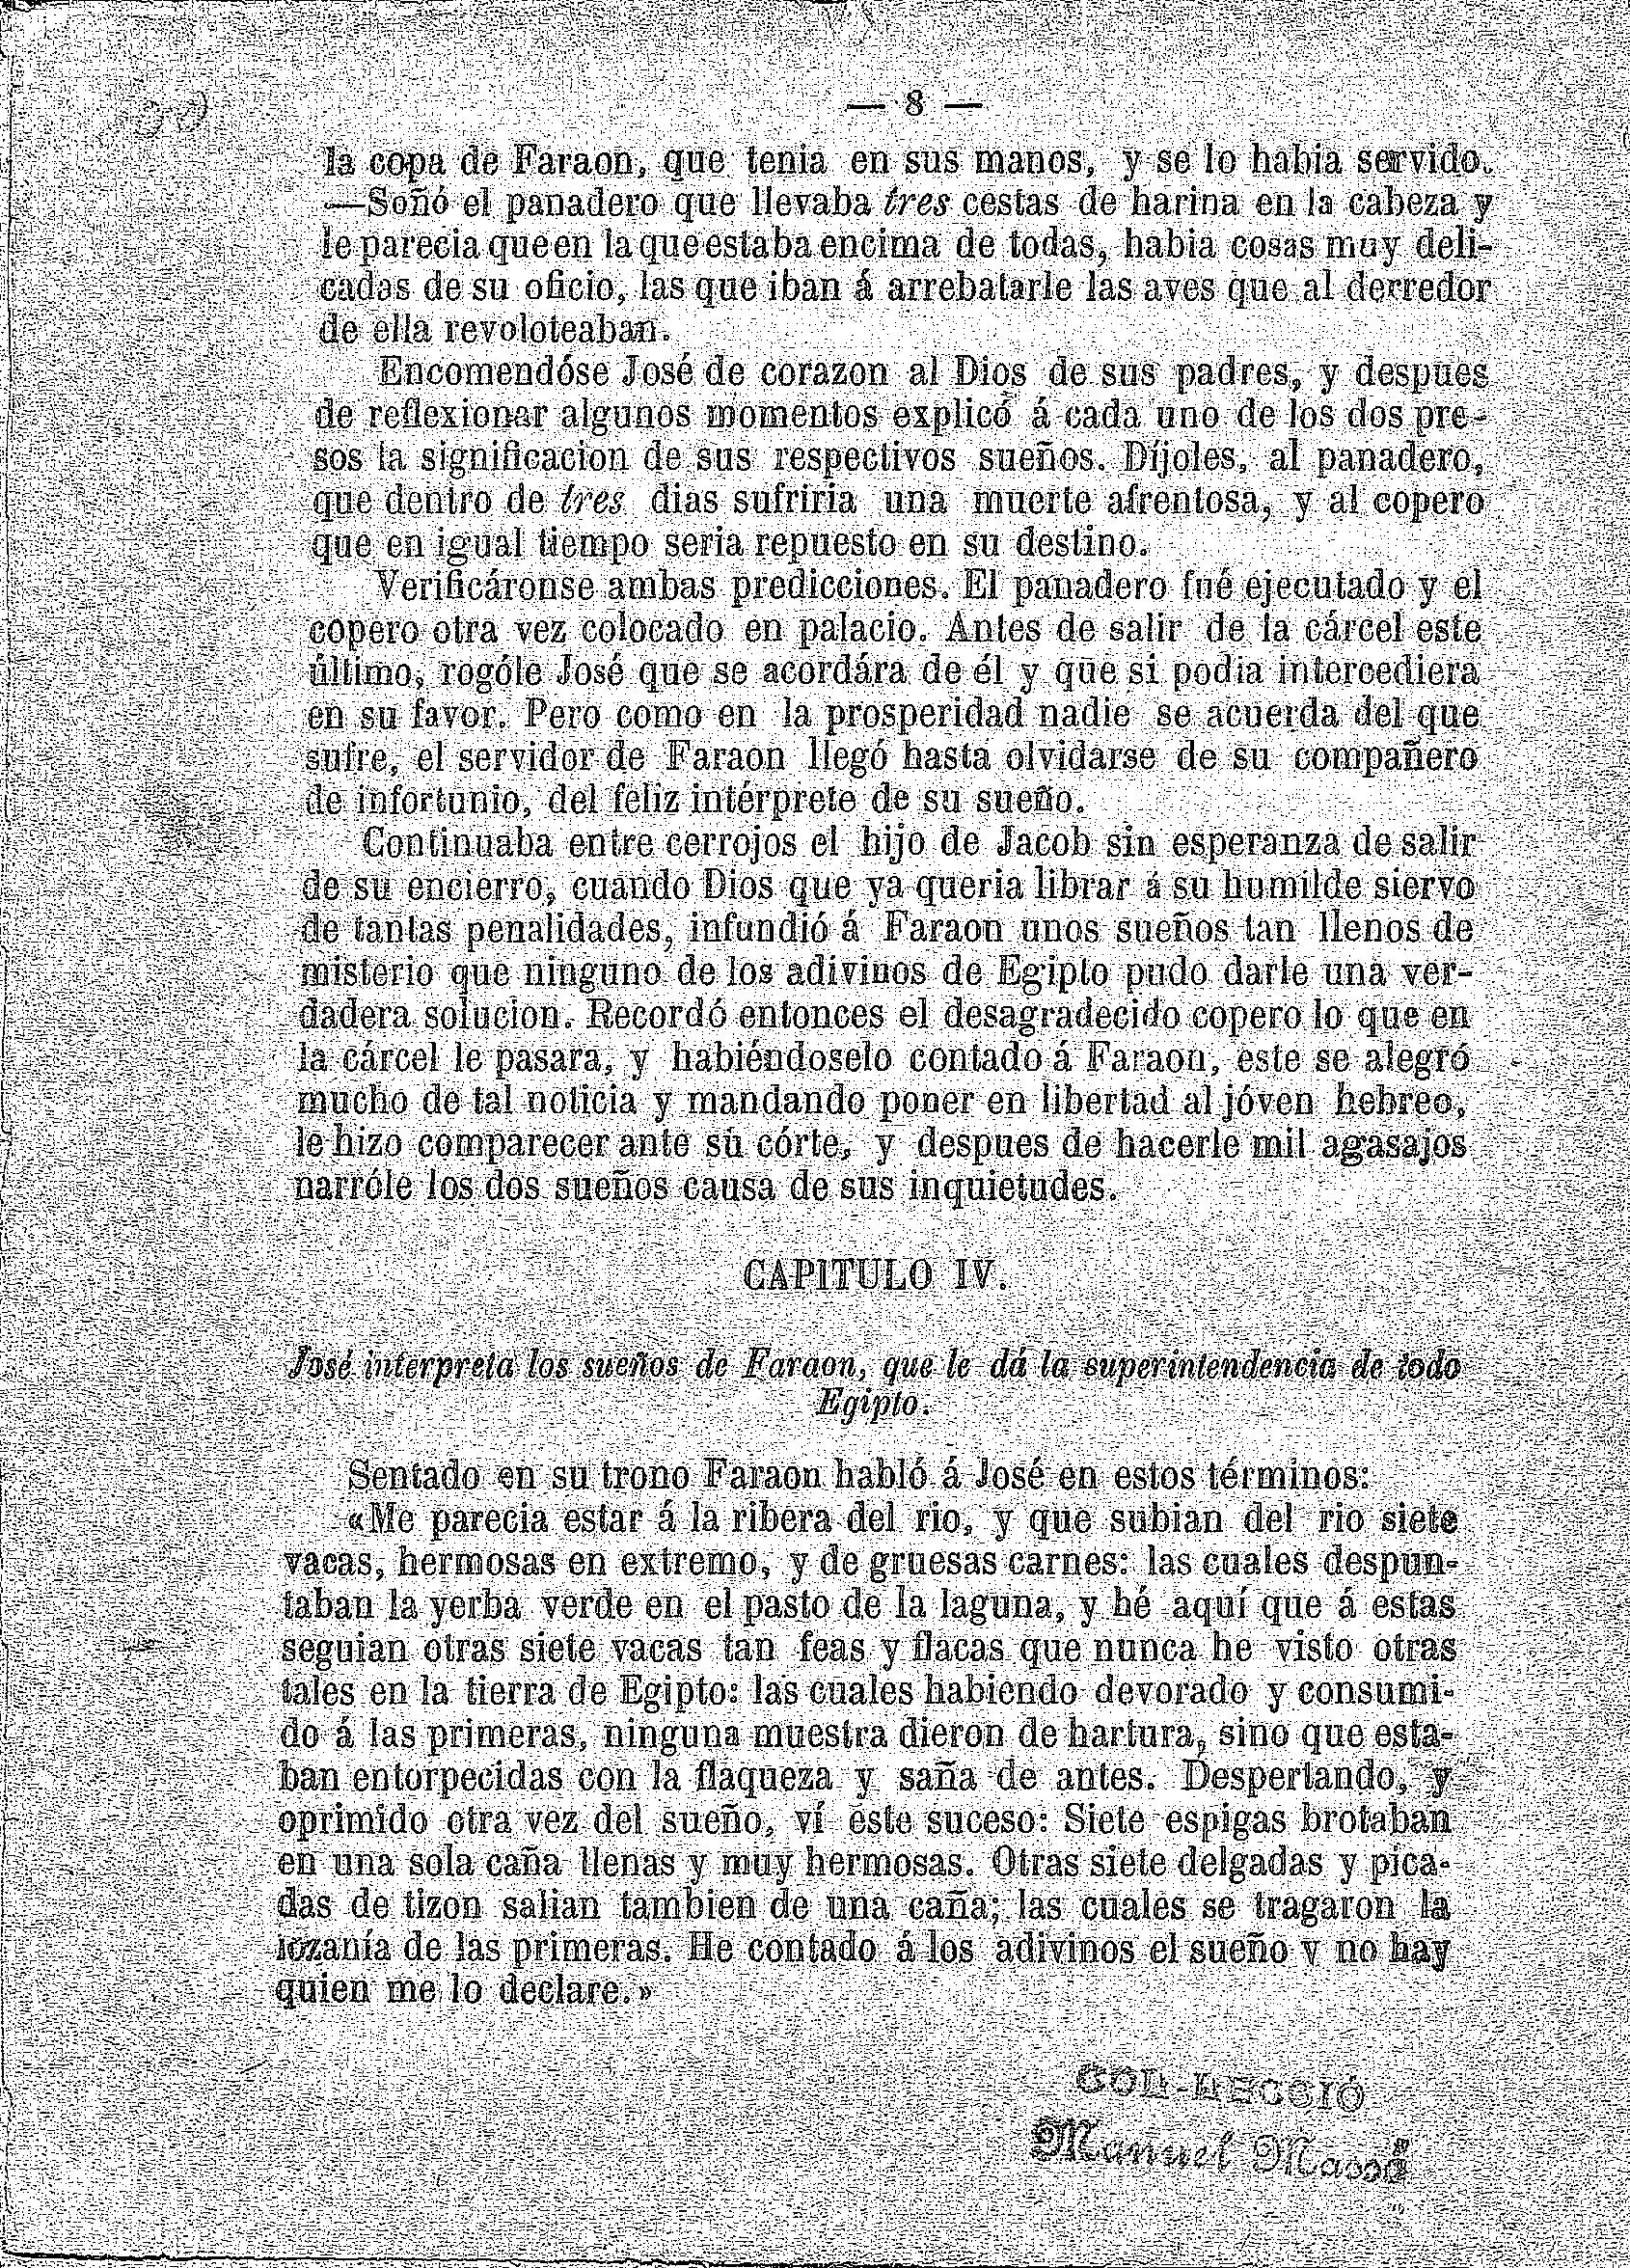 — 8 —
la copa de Faraon, que tenia en sus manos, y se lo habia servido.
—Soñó el panadero que llevaba tres cestas de harina en la cabeza y
le parecia que en la que estaba encima de todas, habia cosas muy deli-
cadas de su oficio, las que iban á arrebatarle las aves que al derredor
de ella revoloteaban.
Encomendóse José de corazon al Dios de sus padres, y despues
de reflexionar algunos momentos explicó á cada uno de los dos pre-
sos la significacion de sus respectivos sueños. Díjoles, al panadero,
que dentro de tres dias sufriria una muerte afrentosa, y al copero
que en igual tiempo seria repuesto en su destino.
Verificáronse ambas predicciones. El panadero fué ejecutado y el
copero otra vez colocado en palacio. Antes de salir de la cárcel este
último, rogóle José que se acordára de él y que si podia intercediera
en su favor. Pero como en la prosperidad nadie se acuerda del que
sufre, el servidor de Faraon llegó hasta olvidarse de su compañero
de infortunio, del feliz intérprete de su sueño.
Continuaba entre cerrojos el hijo de Jacob sin esperanza de salir
de su encierro, cuando Dios que ya queria librar á su humilde siervo
de tantas penalidades, infundió á Faraon unos sueños tan llenos de
misterio que ninguno de los adivinos de Egipto pudo darle una ver-
dadera solucion. Recordó entonces el desagradecido copero lo que en
la cárcel le pasara, y habiéndoselo contado á Faraon, este se alegró
mucho de tal noticia y mandando poner en libertad al jóven hebreo,
le hizo comparecer ante su córte, y despues de hacerle mil agasajos
narróle los dos sueños causa de sus inquietudes.
CAPITULO IV.
José interpreta los sueños de Faraon, que le dá la superintendencia de todo
Egipto.
Sentado en su trono Faraon habló á José en estos términos:
«Me parecia estar á la ribera del rio, y que subian del rio siete
vacas, hermosas en extremo, y de gruesas carnes: las cuales despun-
taban la yerba verde en el pasto de la laguna, y hé aquí que á estas
seguian otras siete vacas tan feas y flacas que nunca he visto otras
tales en la tierra de Egipto: las cuales habiendo devorado y consumi-
do á las primeras, ninguna muestra dieron de hartura, sino que esta-
ban entorpecidas con la flaqueza y saña de antes. Despertando, y
oprimido otra vez del sueño, ví este suceso: Siete espigas brotaban
en una sola caña llenas y muy hermosas. Otras siete delgadas y pica-
das de tizon salian tambien de una caña; las cuales se tragaron la
lozanía de las primeras. He contado á los adivinos el sueño y no hay
quien me lo declare.»
COL-LECCIÓ
Manuel Massó